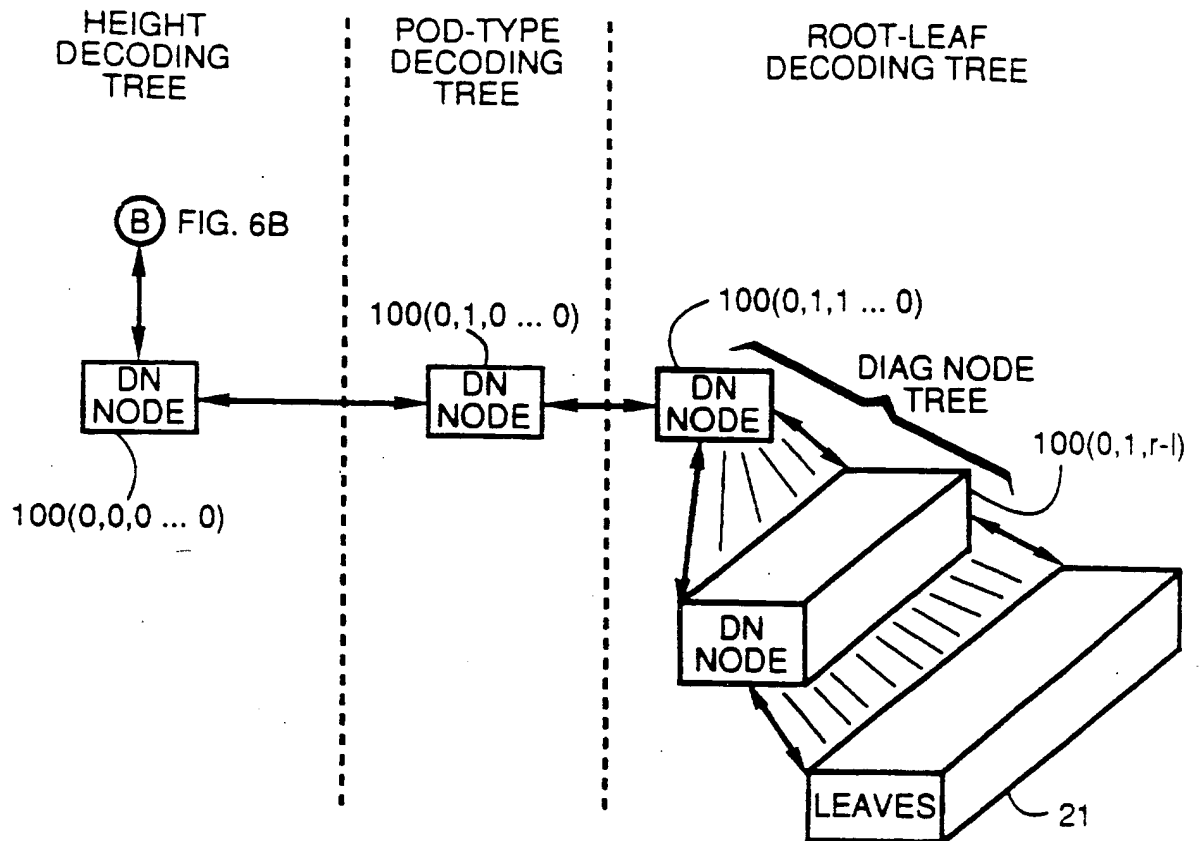 HEIGHT
DECODING
TREE
POD-TYPE
DECODING
TREE
ROOT-LEAF
DECODING TREE
B FIG. 6B
100(0,1,0 ... 0)
100(0,1,1 ... 0)
DN
NODE
DN
NODE
DN
NODE
DIAG NODE
TREE
100(0,1,r-l)
100(0,0,0 ... 0)
DN
NODE
LEAVES
21